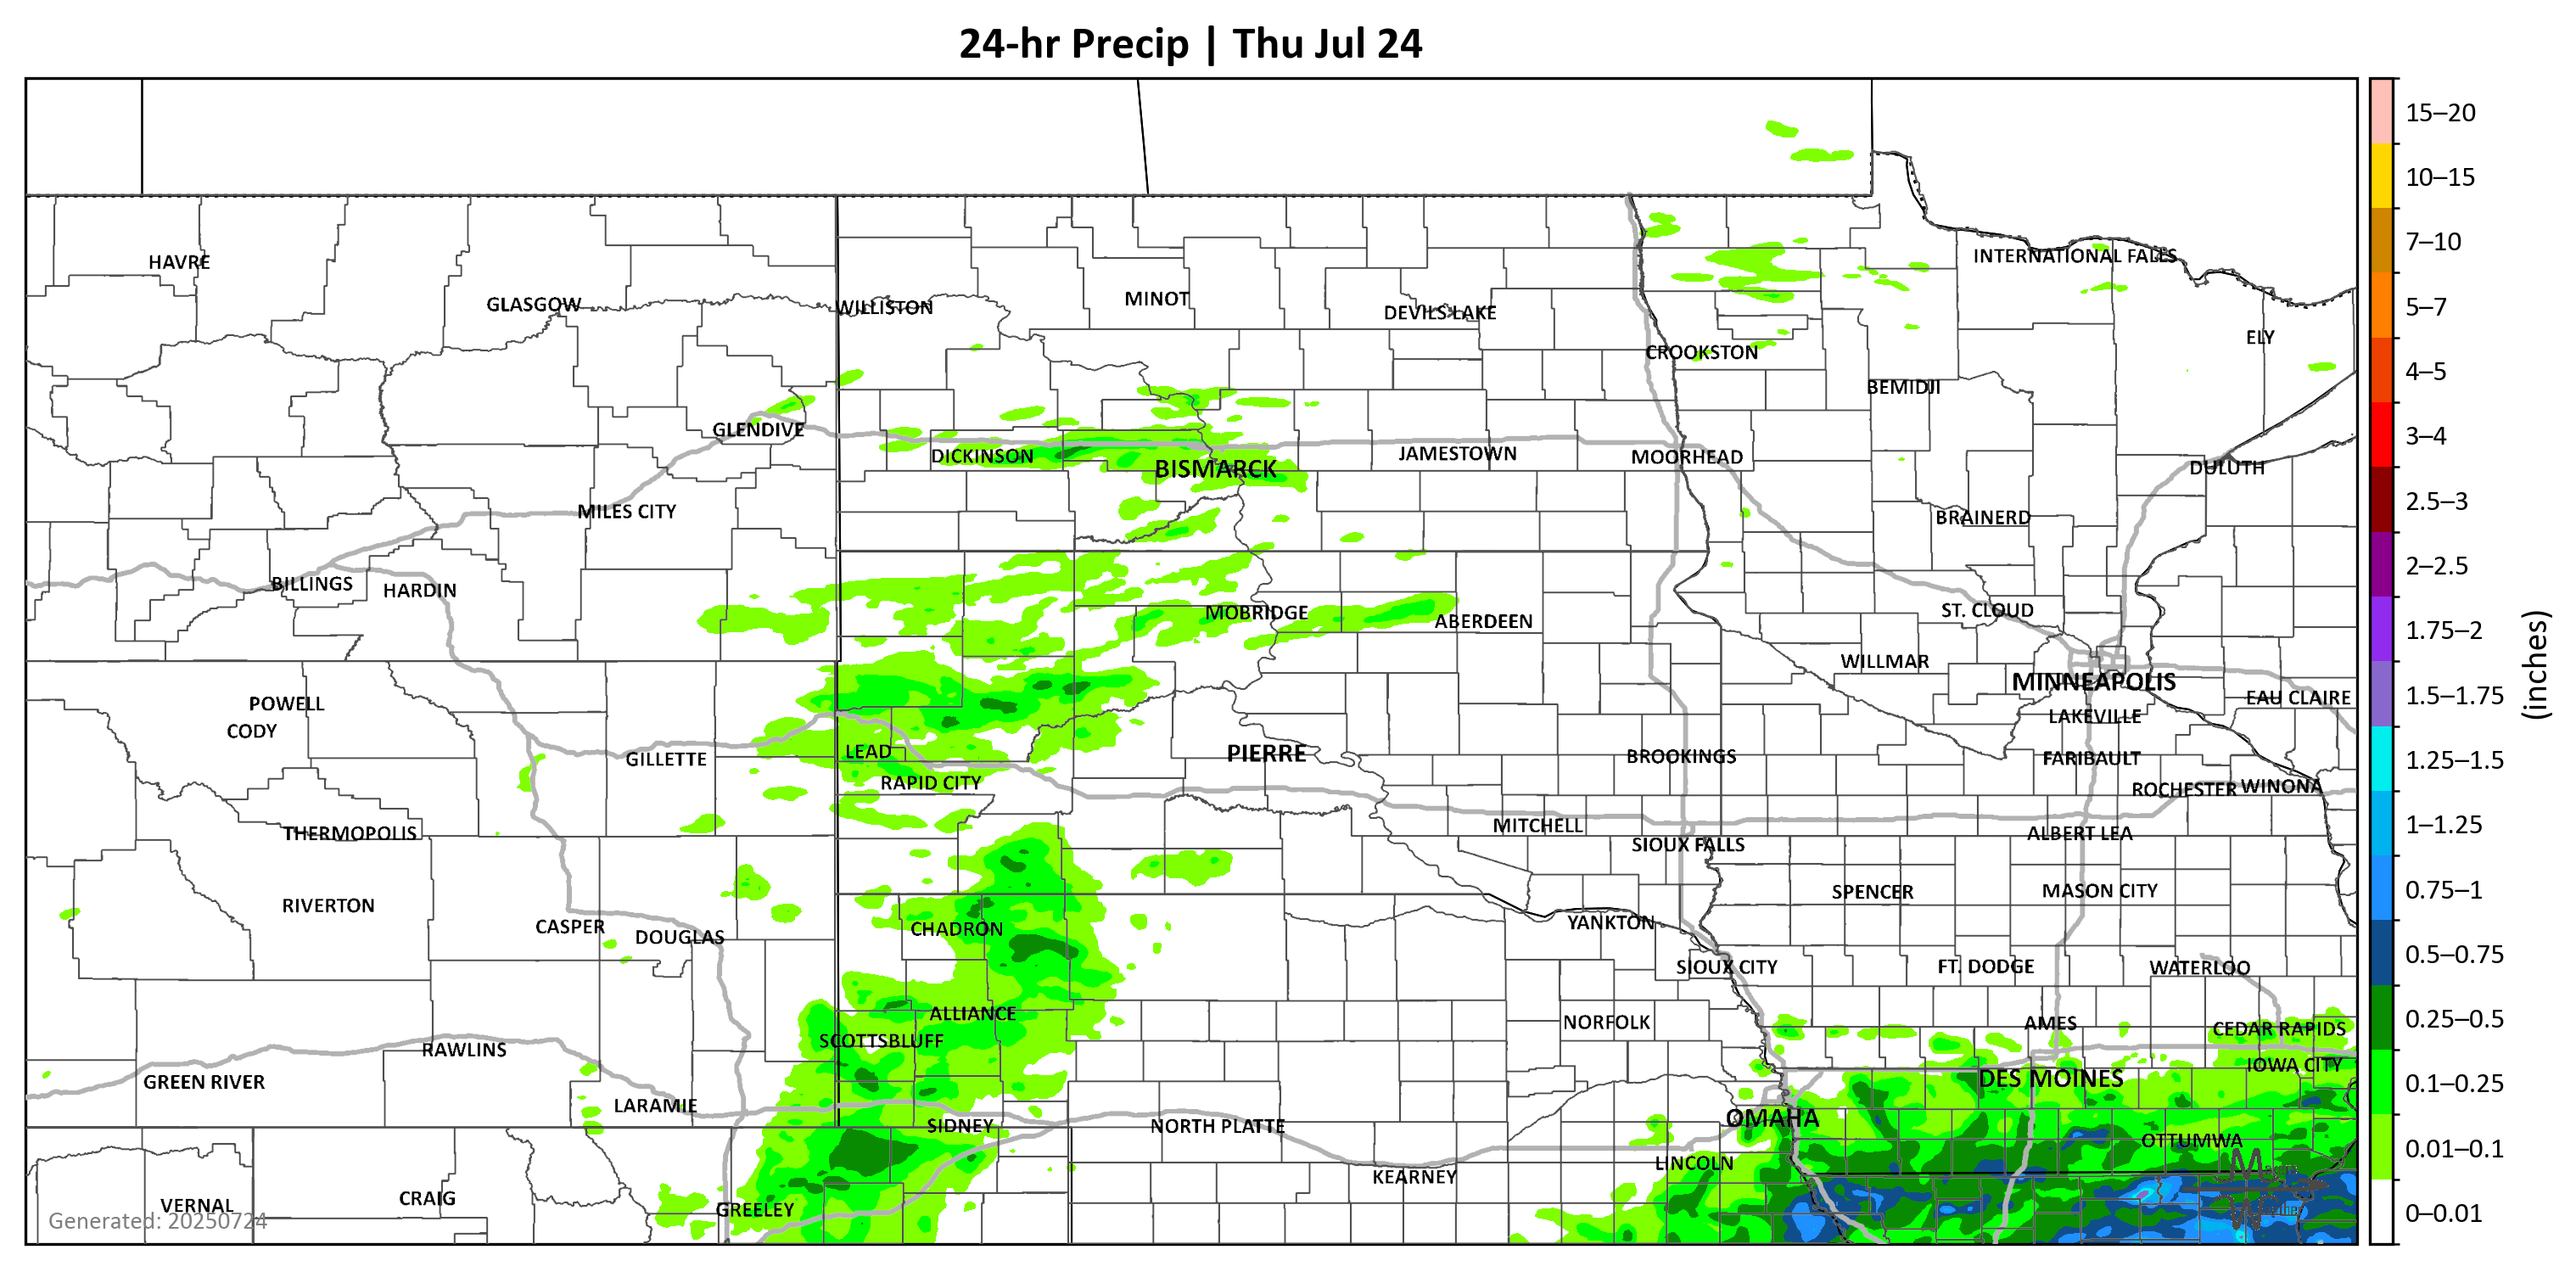 24-hr Precip | Thu Jul 24
15–20
10–15
HAVRE
INTERNATIONAL FALLS
7–10
GLASGOW
WILLISTON
MINOT
DEVILS LAKE
5–7
ELY
CROOKSTON
BEMIDJI
4–5
GLENDIVE
3–4
DICKINSON
BISMARCK
JAMESTOWN
MOORHEAD
DULUTH
MILES CITY
BRAINERD
2.5–3
BILLINGS
HARDIN
2–2.5
MOBRIDGE
ABERDEEN
ST. CLOUD
1.75–2
WILLMAR
MINNEAPOLIS
(inches)
POWELL
EAU CLAIRE
1.5–1.75
CODY
LAKEVILLE
LEAD
PIERRE
GILLETTE
BROOKINGS
FARIBAULT
1.25–1.5
RAPID CITY
ROCHESTER
WINONA
THERMOPOLIS
MITCHELL
ALBERT LEA
1–1.25
SIOUX FALLS
SPENCER
MASON CITY
0.75–1
RIVERTON
CASPER
DOUGLAS
CHADRON
YANKTON
SIOUX CITY
FT. DODGE
WATERLOO
0.5–0.75
ALLIANCE
NORFOLK
AMES
CEDAR RAPIDS
0.25–0.5
SCOTTSBLUFF
RAWLINS
IOWA CITY
GREEN RIVER
DES MOINES
0.1–0.25
LARAMIE
SIDNEY
NORTH PLATTE
OMAHA
OTTUMWA
0.01–0.1
LINCOLN
KEARNEY
VERNAL
CRAIG
GREELEY
Generated: 20250724
0–0.01